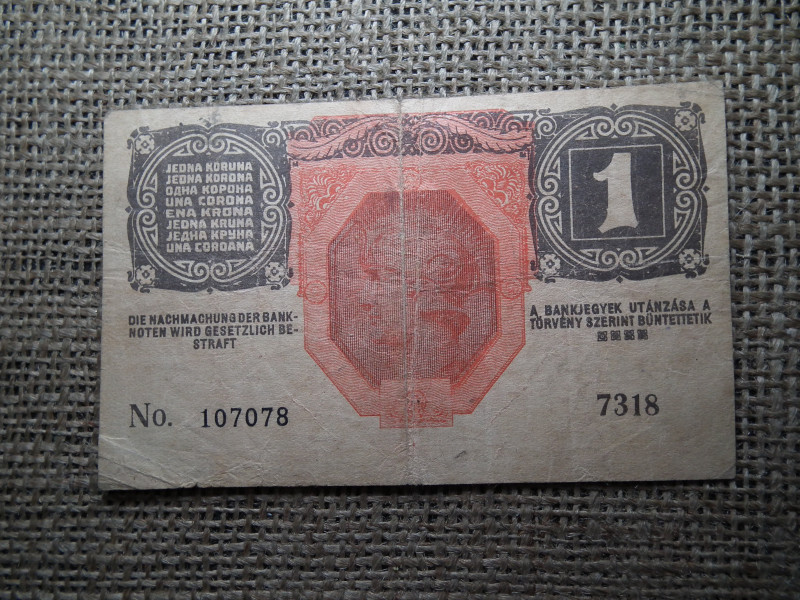 JEDNA KORUNA
JEDNA KORONA
ОДНА КОРОНА
UNA CORONA
ENA KRONA
JEDNA KRUNA
ЈЕДНА КРУНА
UNA COROANĂ
1
DIE NACHMACHUNG DER BANK-
NOTEN WIRD GESETZLICH BE-
STRAFT
A BANKJEGYEK UTÁNZÁSA A
TÖRVÉNY SZERINT BÜNTETTETIK
No. 107078
7318